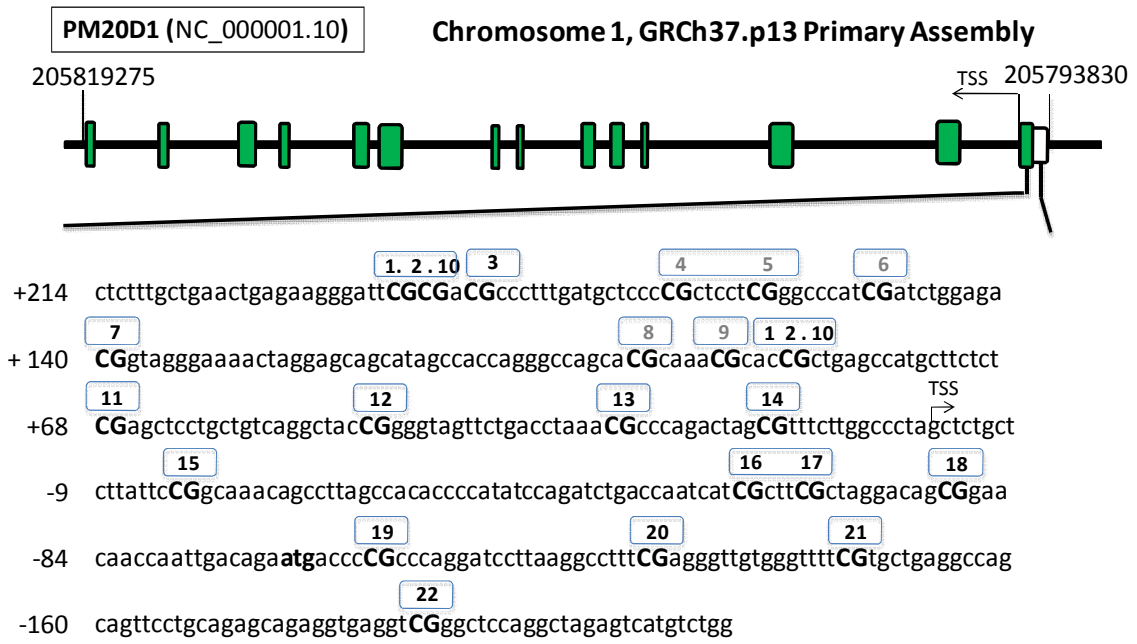 PM20D1 (NC_000001.10)
Chromosome 1, GRCh37.p13 Primary Assembly
205819275
TSS
205793830
1. 2 . 10 3 4 5 6
+214 ctctttgctgaactgagaagggattCGCGaCGccctttgatgctcccCGctcctCGggcccatCGatctggaga
7 8 9 1 2 . 10
+ 140 CGgtagggaaaactaggagcagcatagccaccagggccagcaCGcaaaCGcacCGctgagccatgcttctct
11 12 13 14 TSS
+68 CGagctcctgctgtcaggctacCGgggtagttctgacctaaaCGcccagactagCGtttcttggccctagctctgct
15 16 17 18
-9 cttattcCGgcaaacagccttagccacaccccatatccagatctgaccaatcatCGcttCGctaggacagCGgaa
19 20 21
-84 caaccaattgacagaatgaccccCGcccaggatccttaaggccttttCGagggttgtgggtttttCGtgctgaggccag
22
-160 cagttcctgcagagcagaggtgaggtCGggctccaggctagagtcatgtctgg